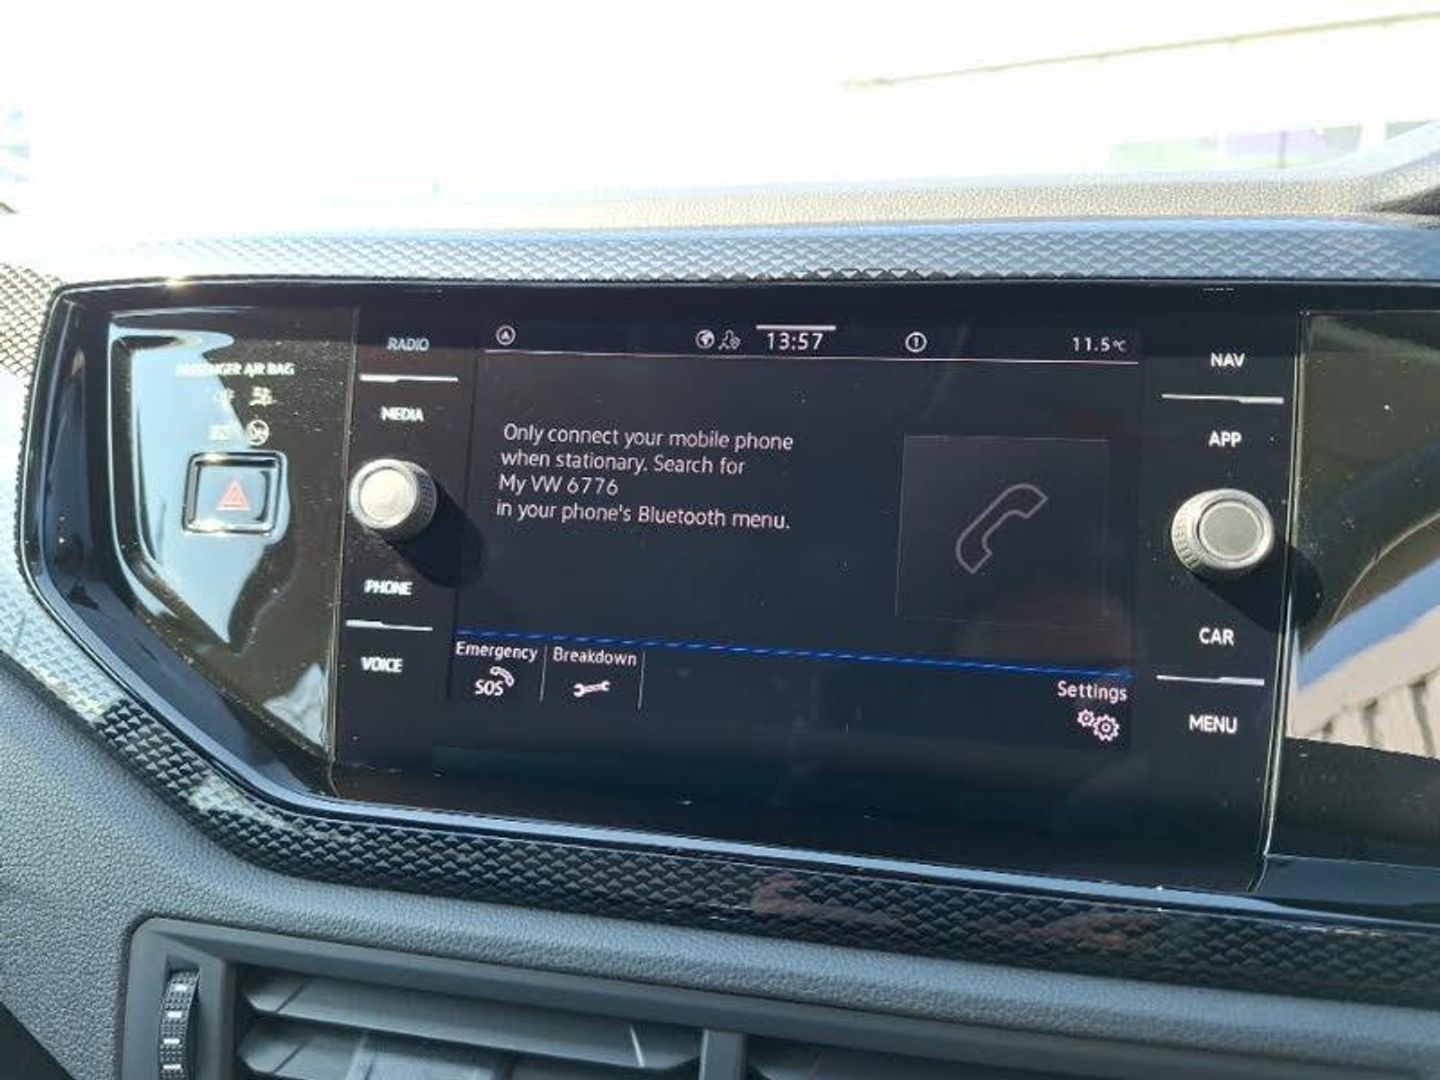 PASSENGER AIR BAG
RADIO
MEDIA
PHONE
VOICE
13:57
11.5°C
Only connect your mobile phone
when stationary. Search for
My VW 6776
in your phone's Bluetooth menu.
Emergency
SOS
Breakdown
Settings
NAV
APP
CAR
MENU